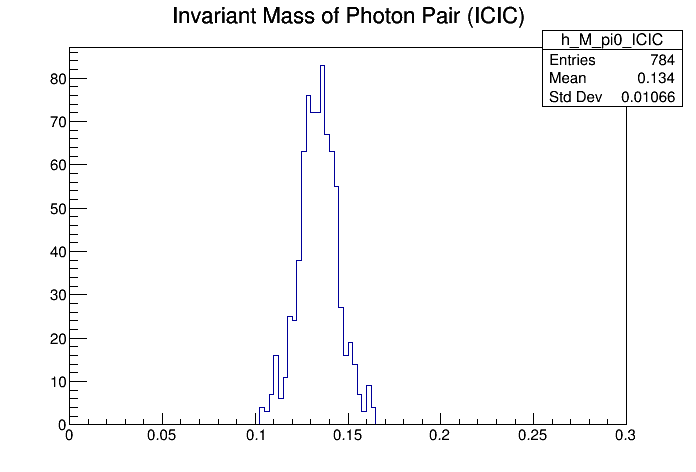 Invariant Mass of Photon Pair (ICIC)
h_M_pi0_ICIC
Entries 784
Mean 0.134
Std Dev 0.01066
80
70
60
50
40
30
20
10
0
0 0.05 0.1 0.15 0.2 0.25 0.3